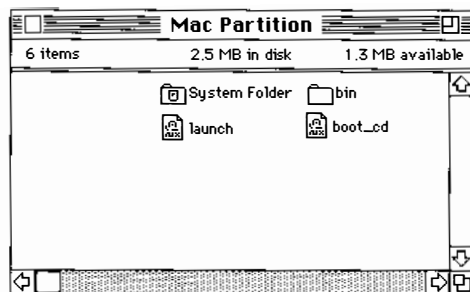 Mac Partition
6 items 2.5 MB in disk 1.3 MB available
System Folder bin
launch boot_cd